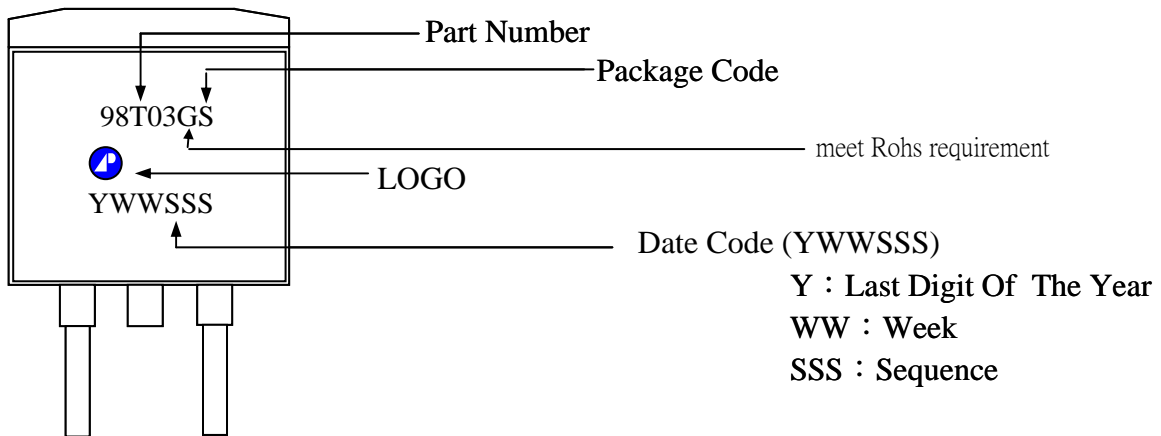 Part Number
Package Code
98T03GS
meet Rohs requirement
LOGO
YWWSSS
Date Code (YWWSSS)
Y：Last Digit Of The Year
WW：Week
SSS：Sequence